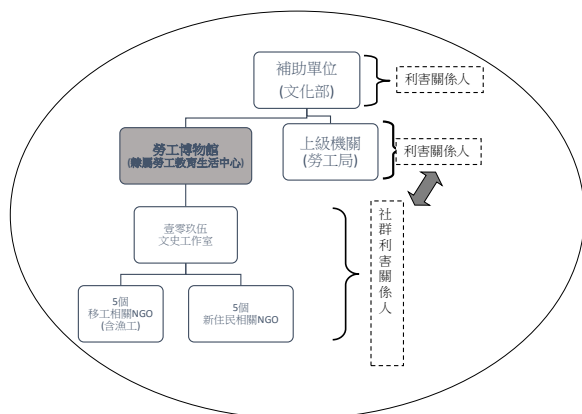 補助單位
(文化部)
利害關係人
勞工博物館
(隸屬勞工教育生活中心)
上級機關
(勞工局)
利害關係人
壹零玖伍
文史工作室
社群利害關係人
5個
移工相關NGO
(含漁工)
5個
新住民相關NGO